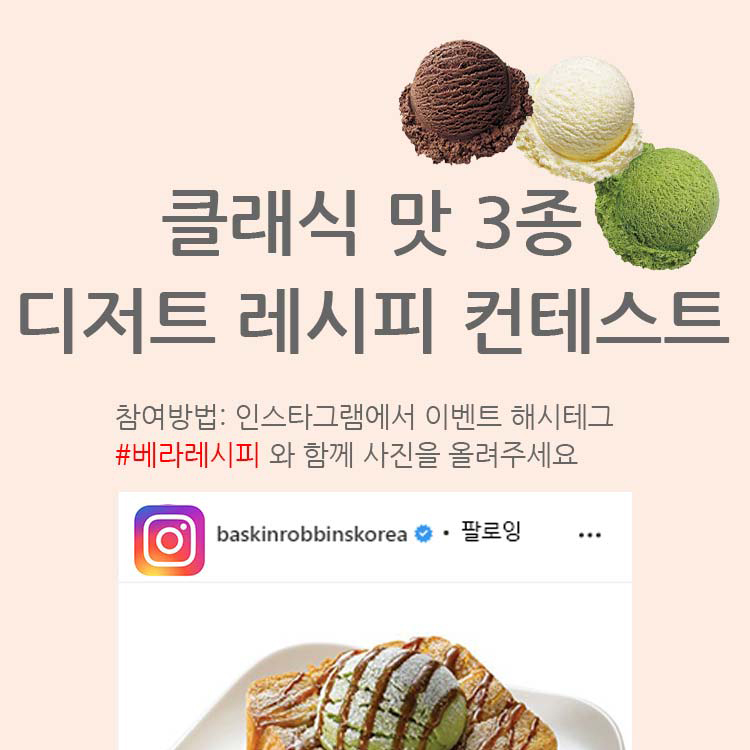 클래식 맛 3종
디저트 레시피 컨테스트
참여방법: 인스타그램에서 이벤트 해시테그
#베라레시피 와 함께 사진을 올려주세요
baskinrobbinskorea • 팔로잉 •••